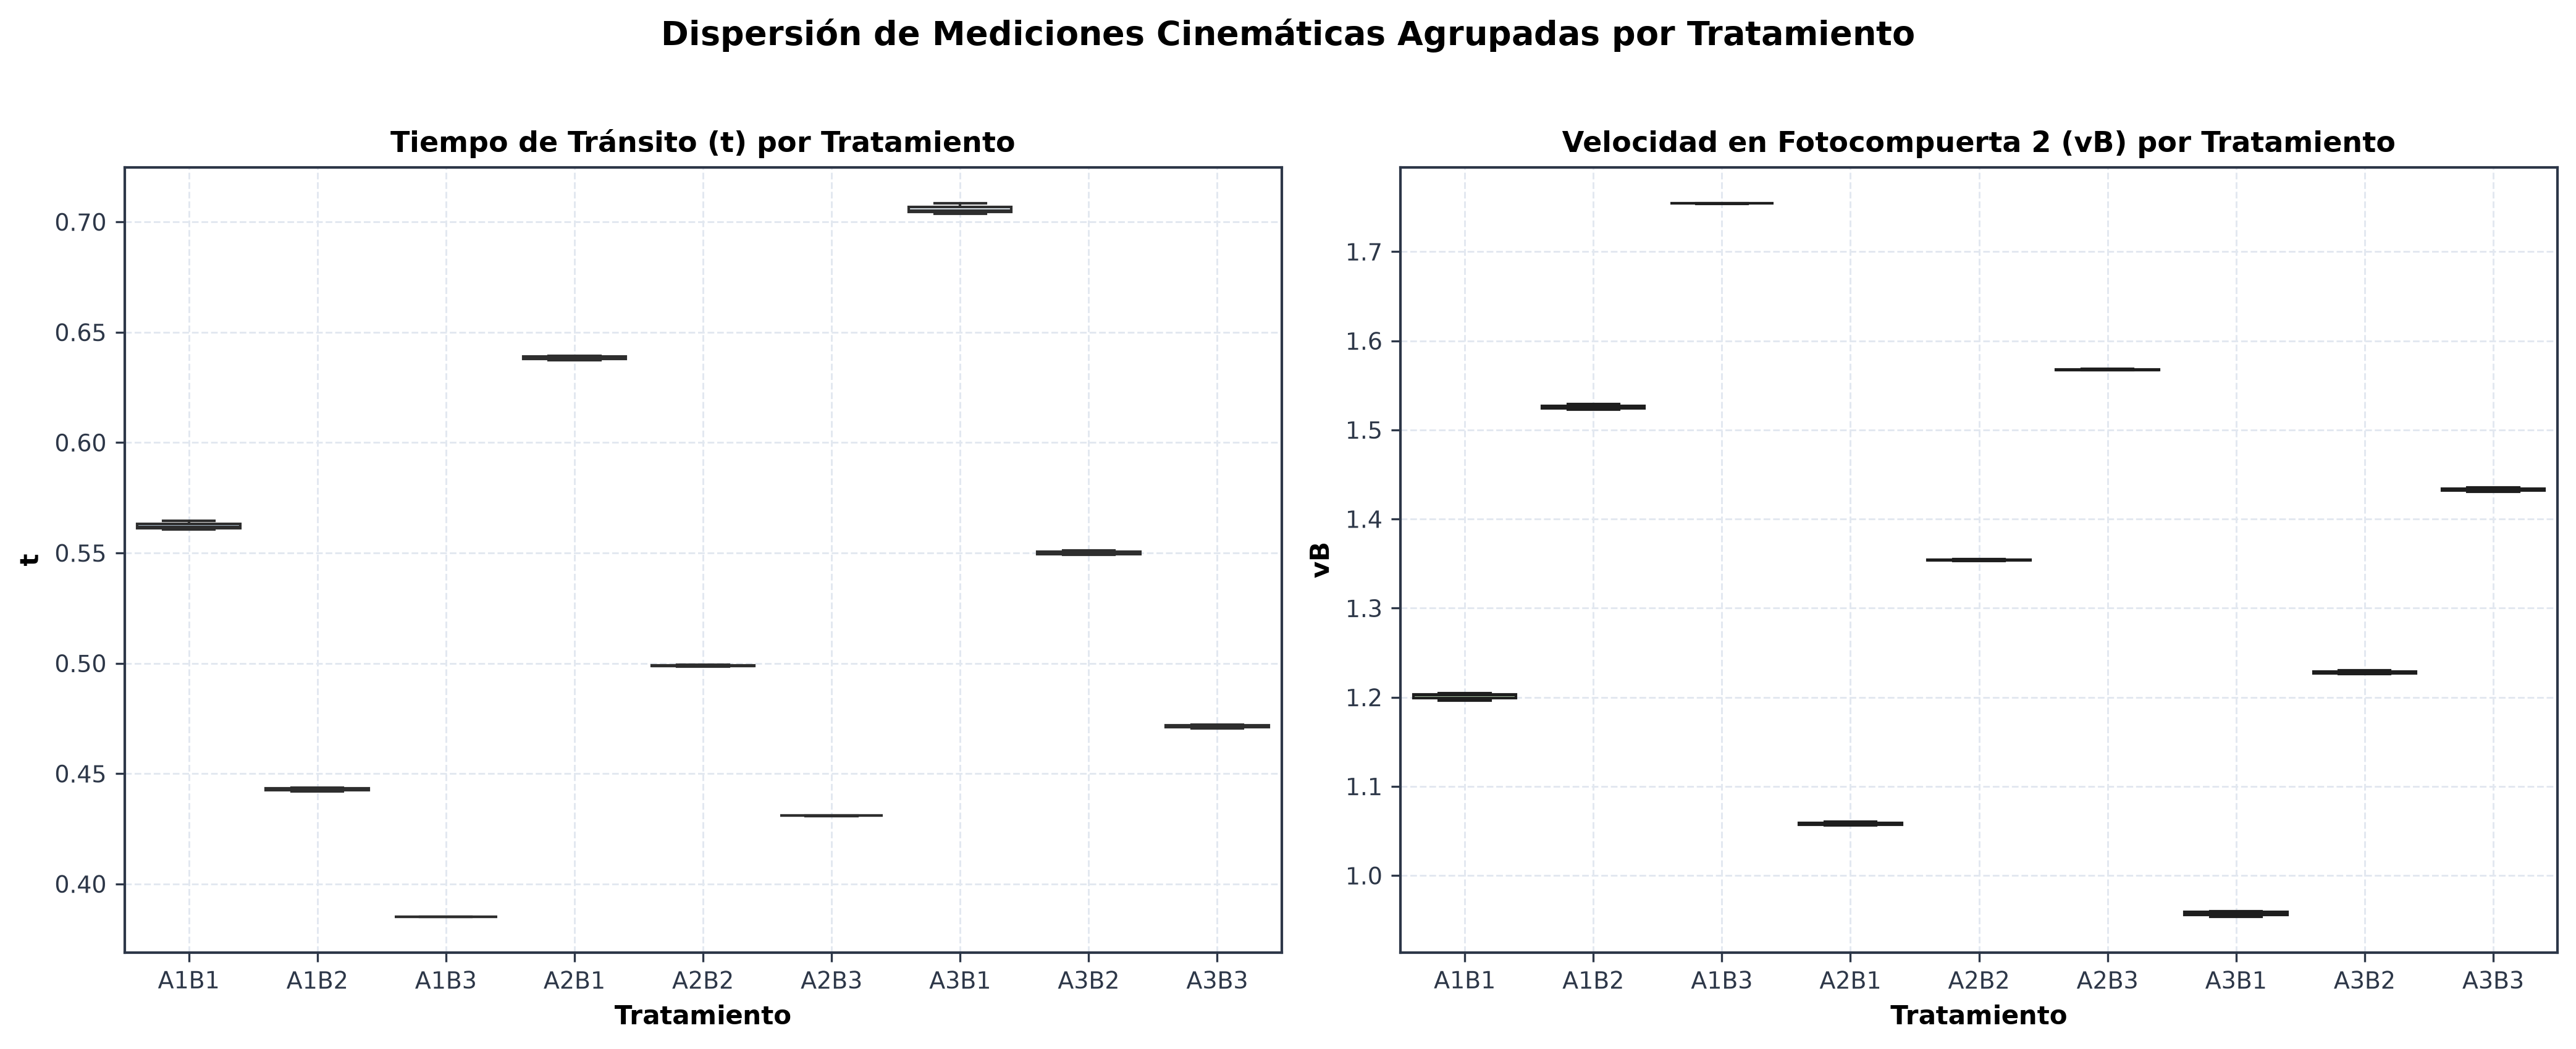 Dispersión de Mediciones Cinemáticas Agrupadas por Tratamiento
Tiempo de Tránsito (t) por Tratamiento
t
0.70
0.65
0.60
0.55
0.50
0.45
0.40
A1B1 A1B2 A1B3 A2B1 A2B2 A2B3 A3B1 A3B2 A3B3
Tratamiento
Velocidad en Fotocompuerta 2 (vB) por Tratamiento
vB
1.7
1.6
1.5
1.4
1.3
1.2
1.1
1.0
A1B1 A1B2 A1B3 A2B1 A2B2 A2B3 A3B1 A3B2 A3B3
Tratamiento